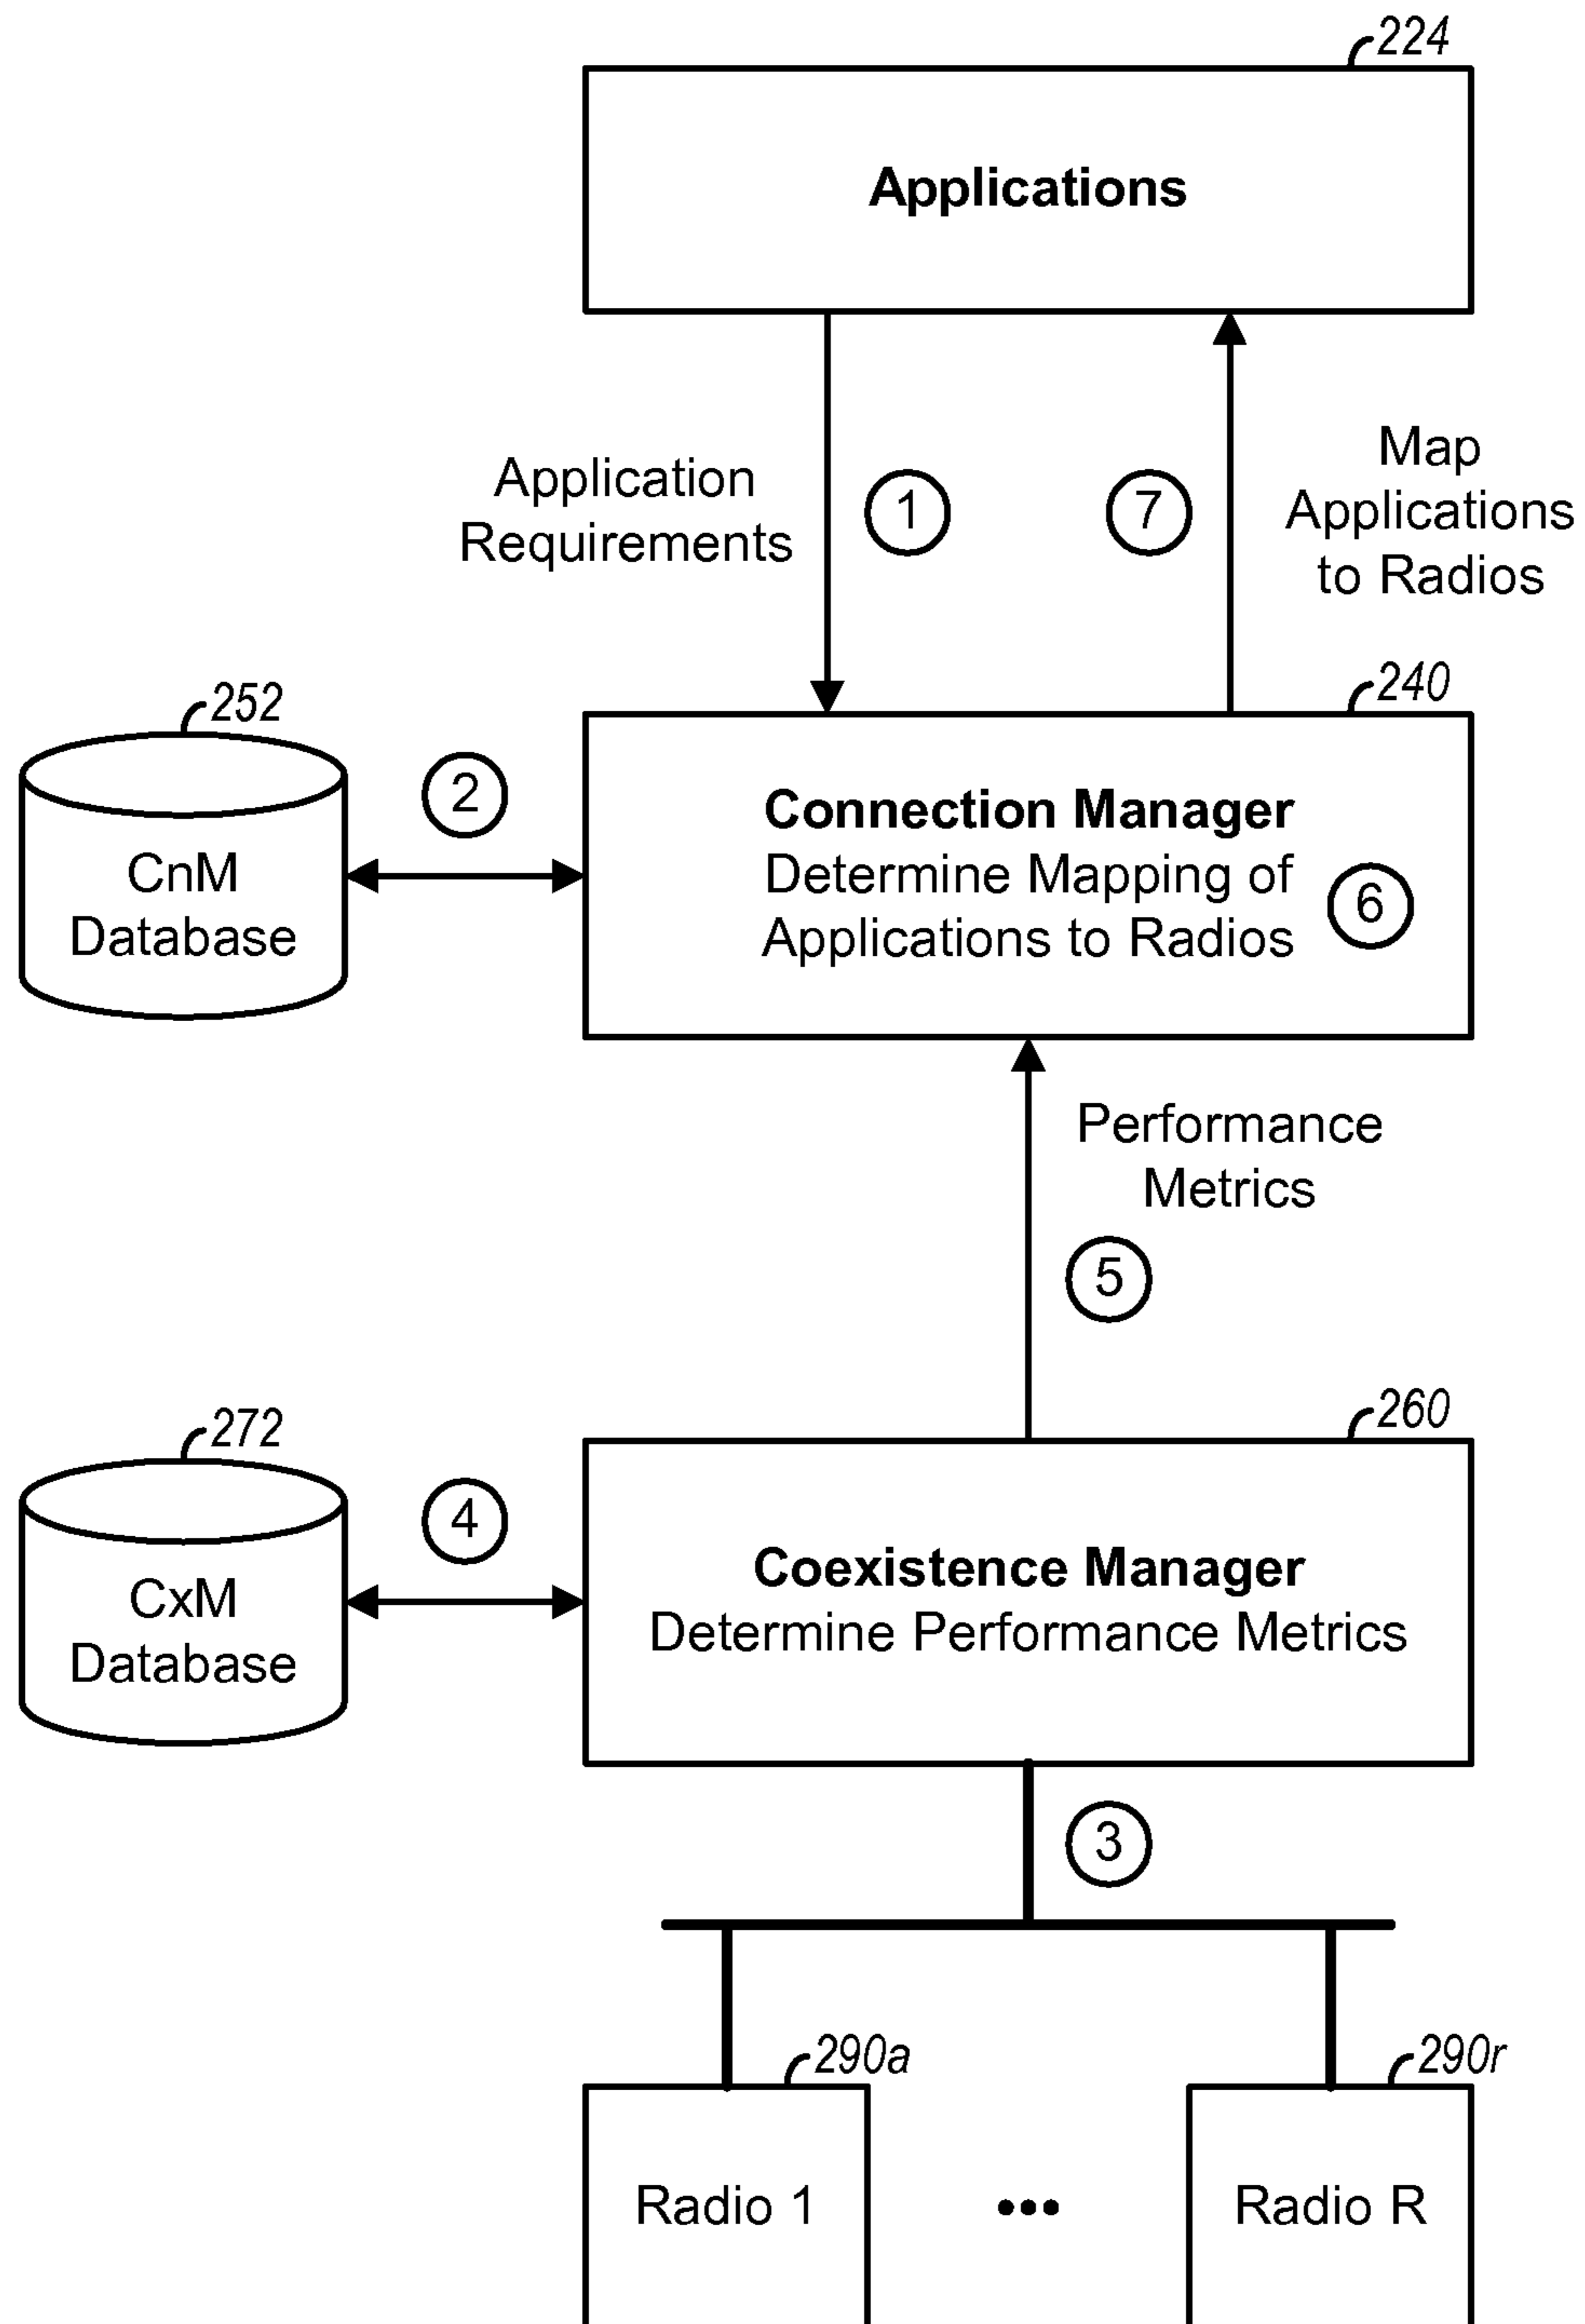 224
Applications
Application
Requirements
1
7
Map
Applications
to Radios
252
240
2
CnM
Database
Connection Manager
Determine Mapping of
Applications to Radios
6
Performance
Metrics
5
272
260
4
CxM
Database
Coexistence Manager
Determine Performance Metrics
3
290a
290r
Radio 1
•••
Radio R